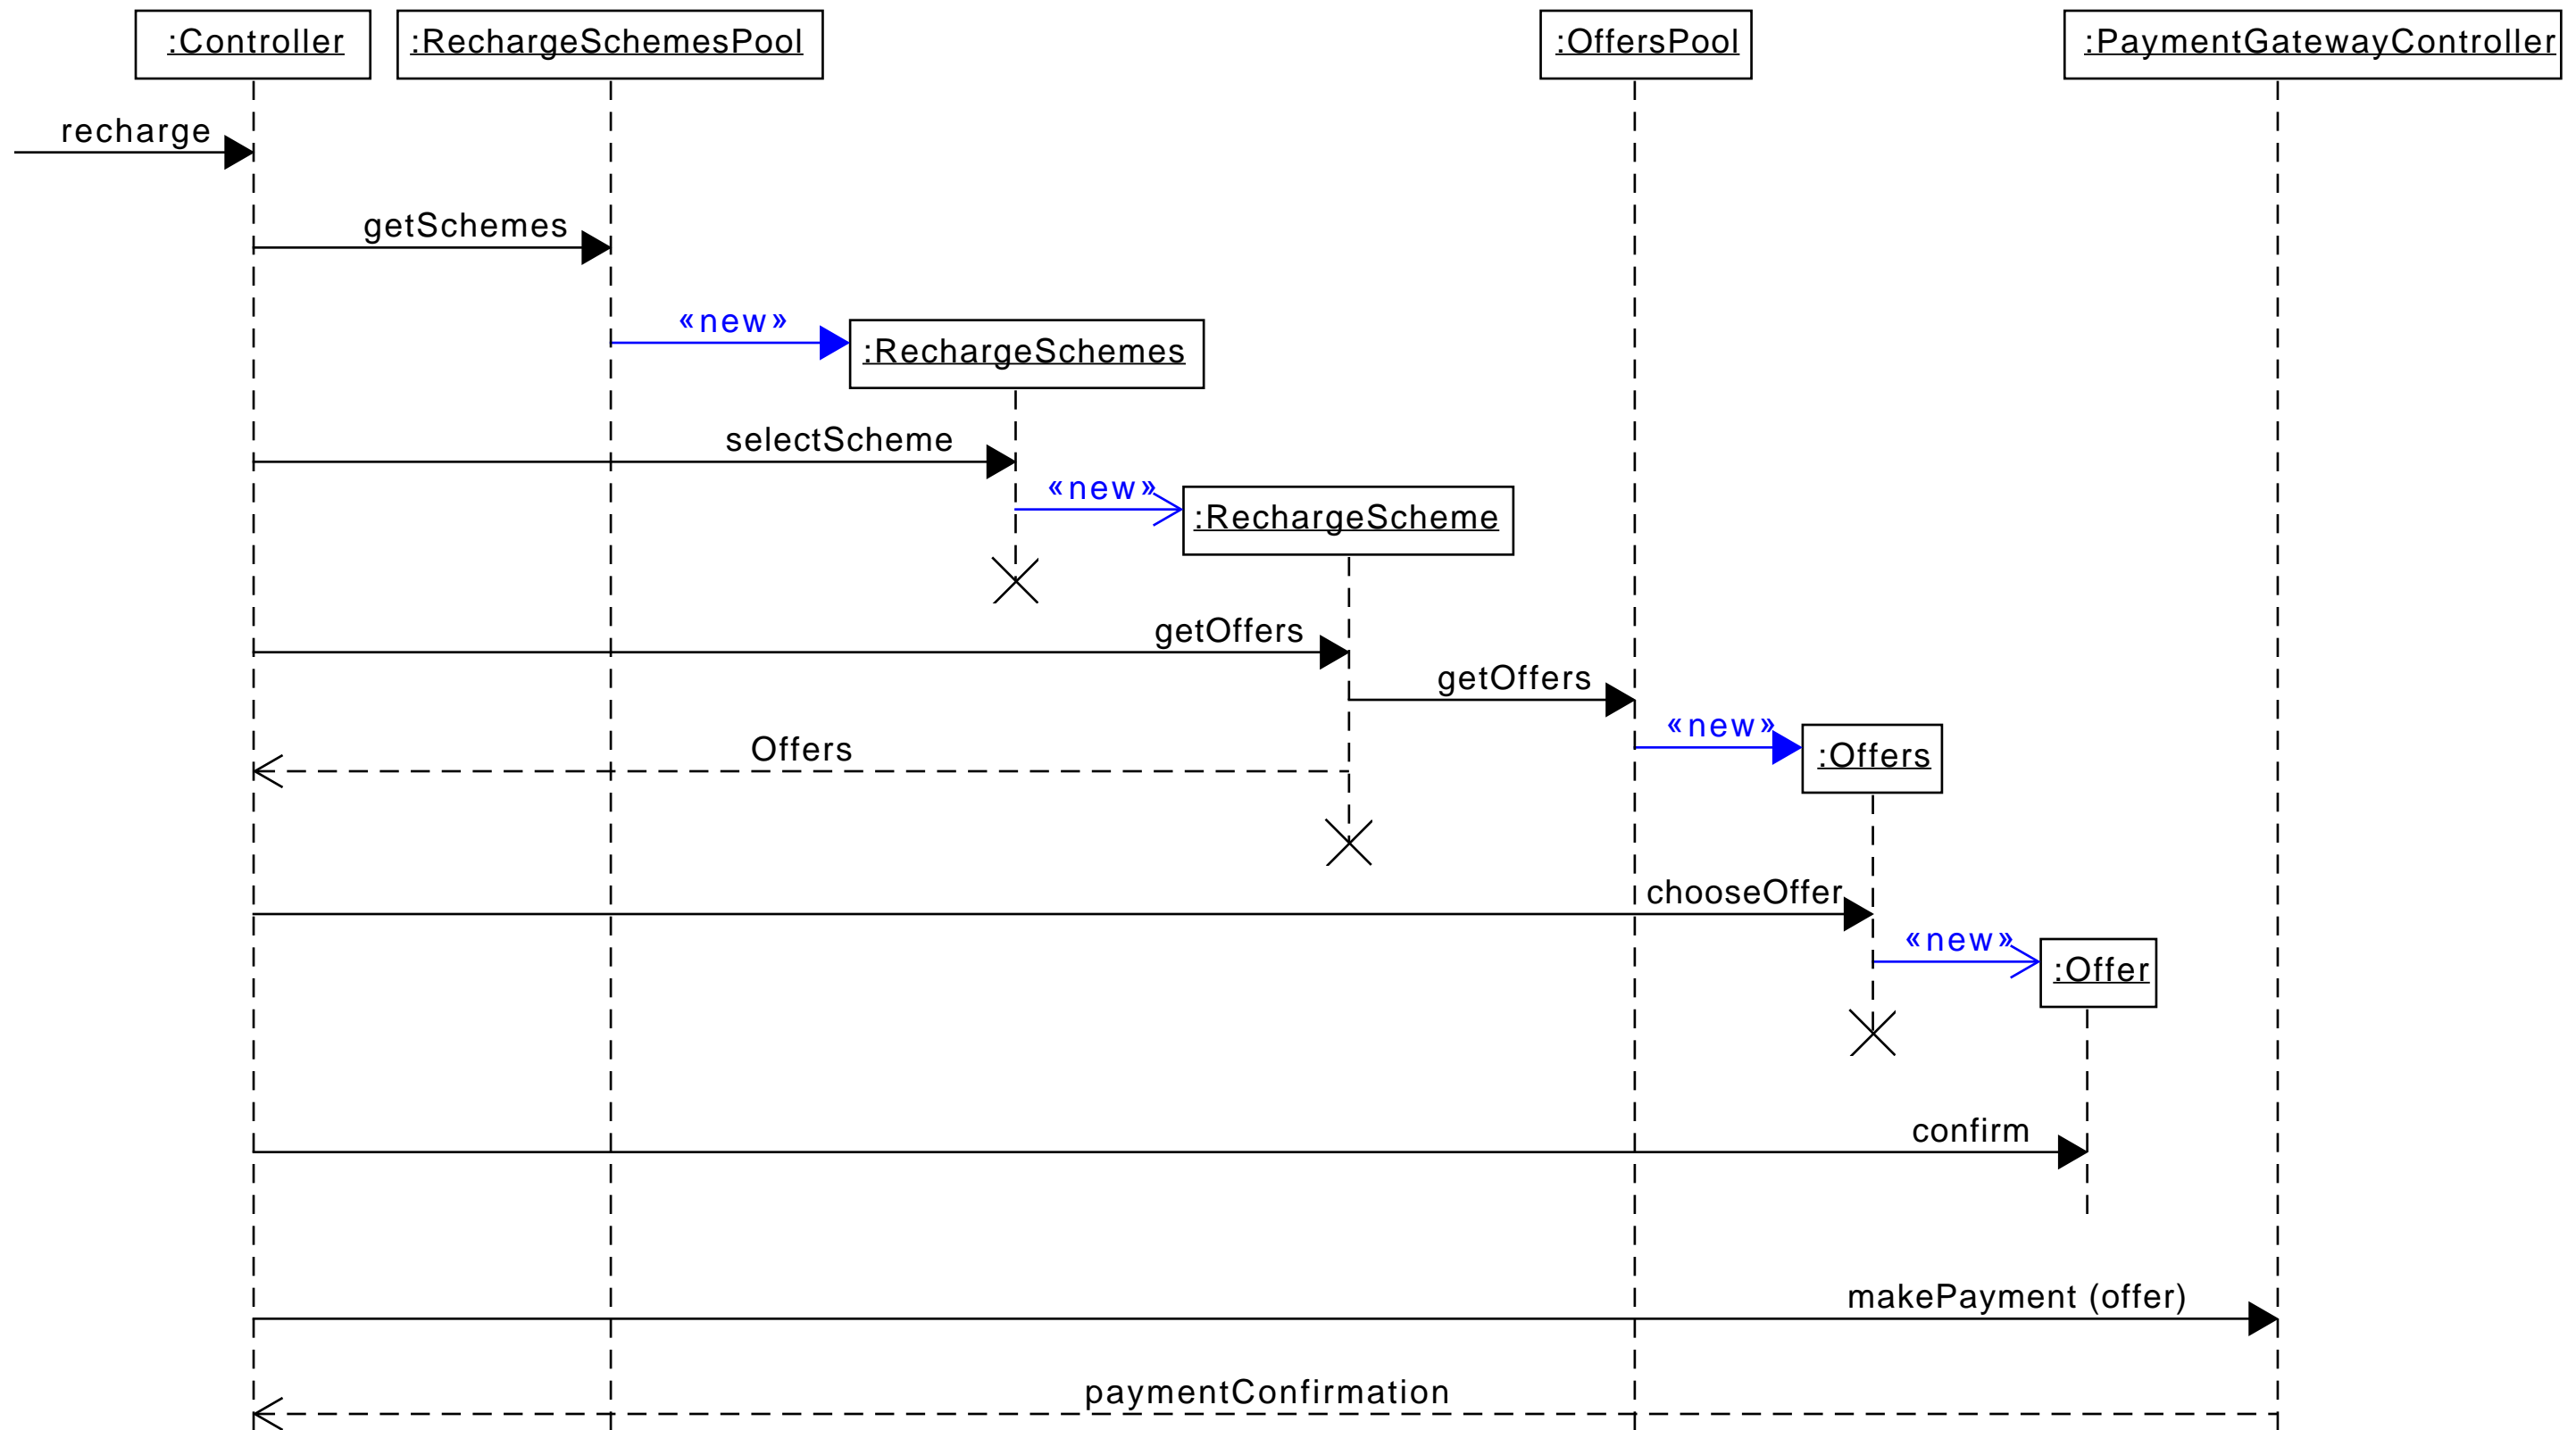 :Controller
:RechargeSchemesPool
:OffersPool
:PaymentGatewayController
recharge
getSchemes
«new»
:RechargeSchemes
selectScheme
«new»
:RechargeScheme
getOffers
getOffers
«new»
:Offers
Offers
chooseOffer
«new»
:Offer
confirm
makePayment (offer)
paymentConfirmation